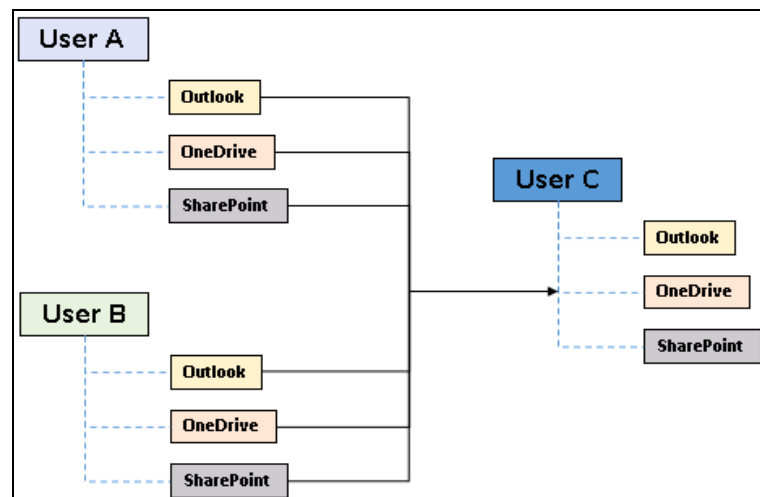 User A
Outlook
OneDrive
SharePoint
User B
Outlook
OneDrive
SharePoint
User C
Outlook
OneDrive
SharePoint